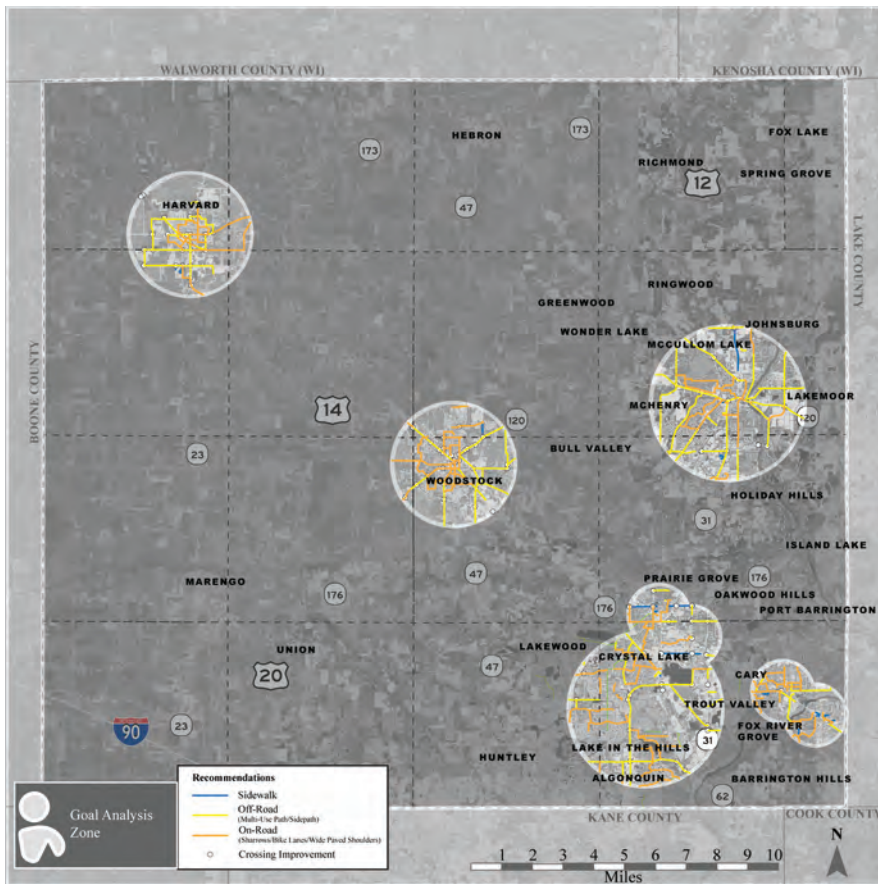 WALWORTH COUNTY (WI)
KENOSHA COUNTY (WI)
HEBRON
173
173
FOX LAKE
RICHMOND
SPRING GROVE
12
HARVARD
47
LAKE COUNTY
RINGWOOD
GREENWOOD
WONDER LAKE
JOHNSBURG
MCCULLOM LAKE
BOONE COUNTY
14
MCHENRY
LAKEMOOR
120
120
23
BULL VALLEY
WOODSTOCK
HOLIDAY HILLS
31
ISLAND LAKE
MARENGO
47
PRAIRIE GROVE
176
176
176
OAKWOOD HILLS
PORT BARRINGTON
UNION
LAKEWOOD
CRYSTAL LAKE
20
47
CARY
TROUT VALLEY
90
23
FOX RIVER
GROVE
31
HUNTLEY
LAKE IN THE HILLS
ALGONQUIN
BARRINGTON HILLS
62
Goal Analysis
Zone
Recommendations
Sidewalk
Off-Road
(Multi-Use Path/Sidepath)
On-Road
(Sharrows/Bike Lanes/Wide Paved Shoulders)
Crossing Improvement
KANE COUNTY
COOK COUNTY
N
1 2 3 4 5 6 7 8 9 10
Miles